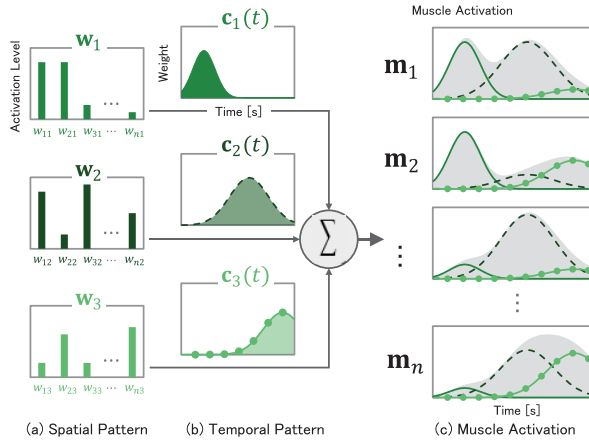 Muscle Activation
w₁
c₁(t)
Activation Level
Weight
m₁
w₁₁ w₂₁ w₃₁ ... wₙ₁
Time [s]
w₂
c₂(t)
m₂
w₁₂ w₂₂ w₃₂ ... wₙ₂
∑
w₃
c₃(t)
mₙ
w₁₃ w₂₃ w₃₃ ... wₙ₃
Time [s]
(a) Spatial Pattern
(b) Temporal Pattern
(c) Muscle Activation